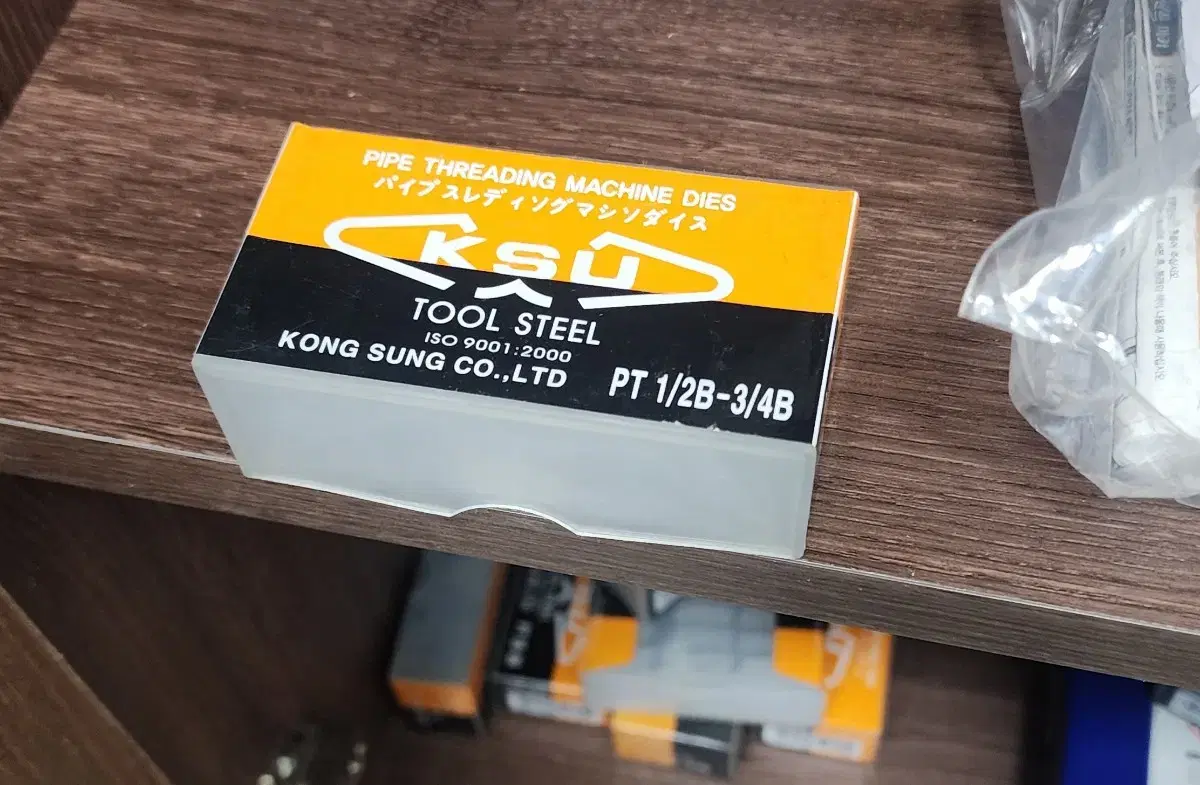 PIPE THREADING MACHINE DIES
パイプスレディソグマシソダイス
KSU
TOOL STEEL
ISO 9001:2000
KONG SUNG CO.,LTD
PT 1/2B-3/4B